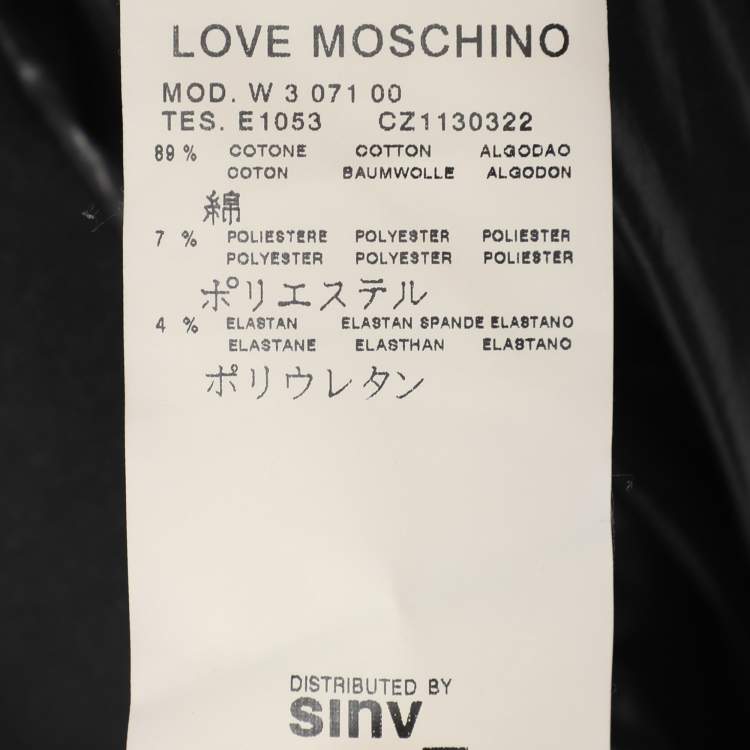 LOVE MOSCHINO
MOD. W 3 071 00
TES. E1053 CZ1130322
89 % COTONE COTTON ALGODAO
COTON BAUMWOLLE ALGODON
綿
7 % POLIESTERE POLYESTER POLIESTER
POLYESTER POLYESTER POLIESTER
ポリエステル
4 % ELASTAN ELASTAN SPANDE ELASTANO
ELASTANE ELASTHAN ELASTANO
ポリウレタン
DISTRIBUTED BY
sinv